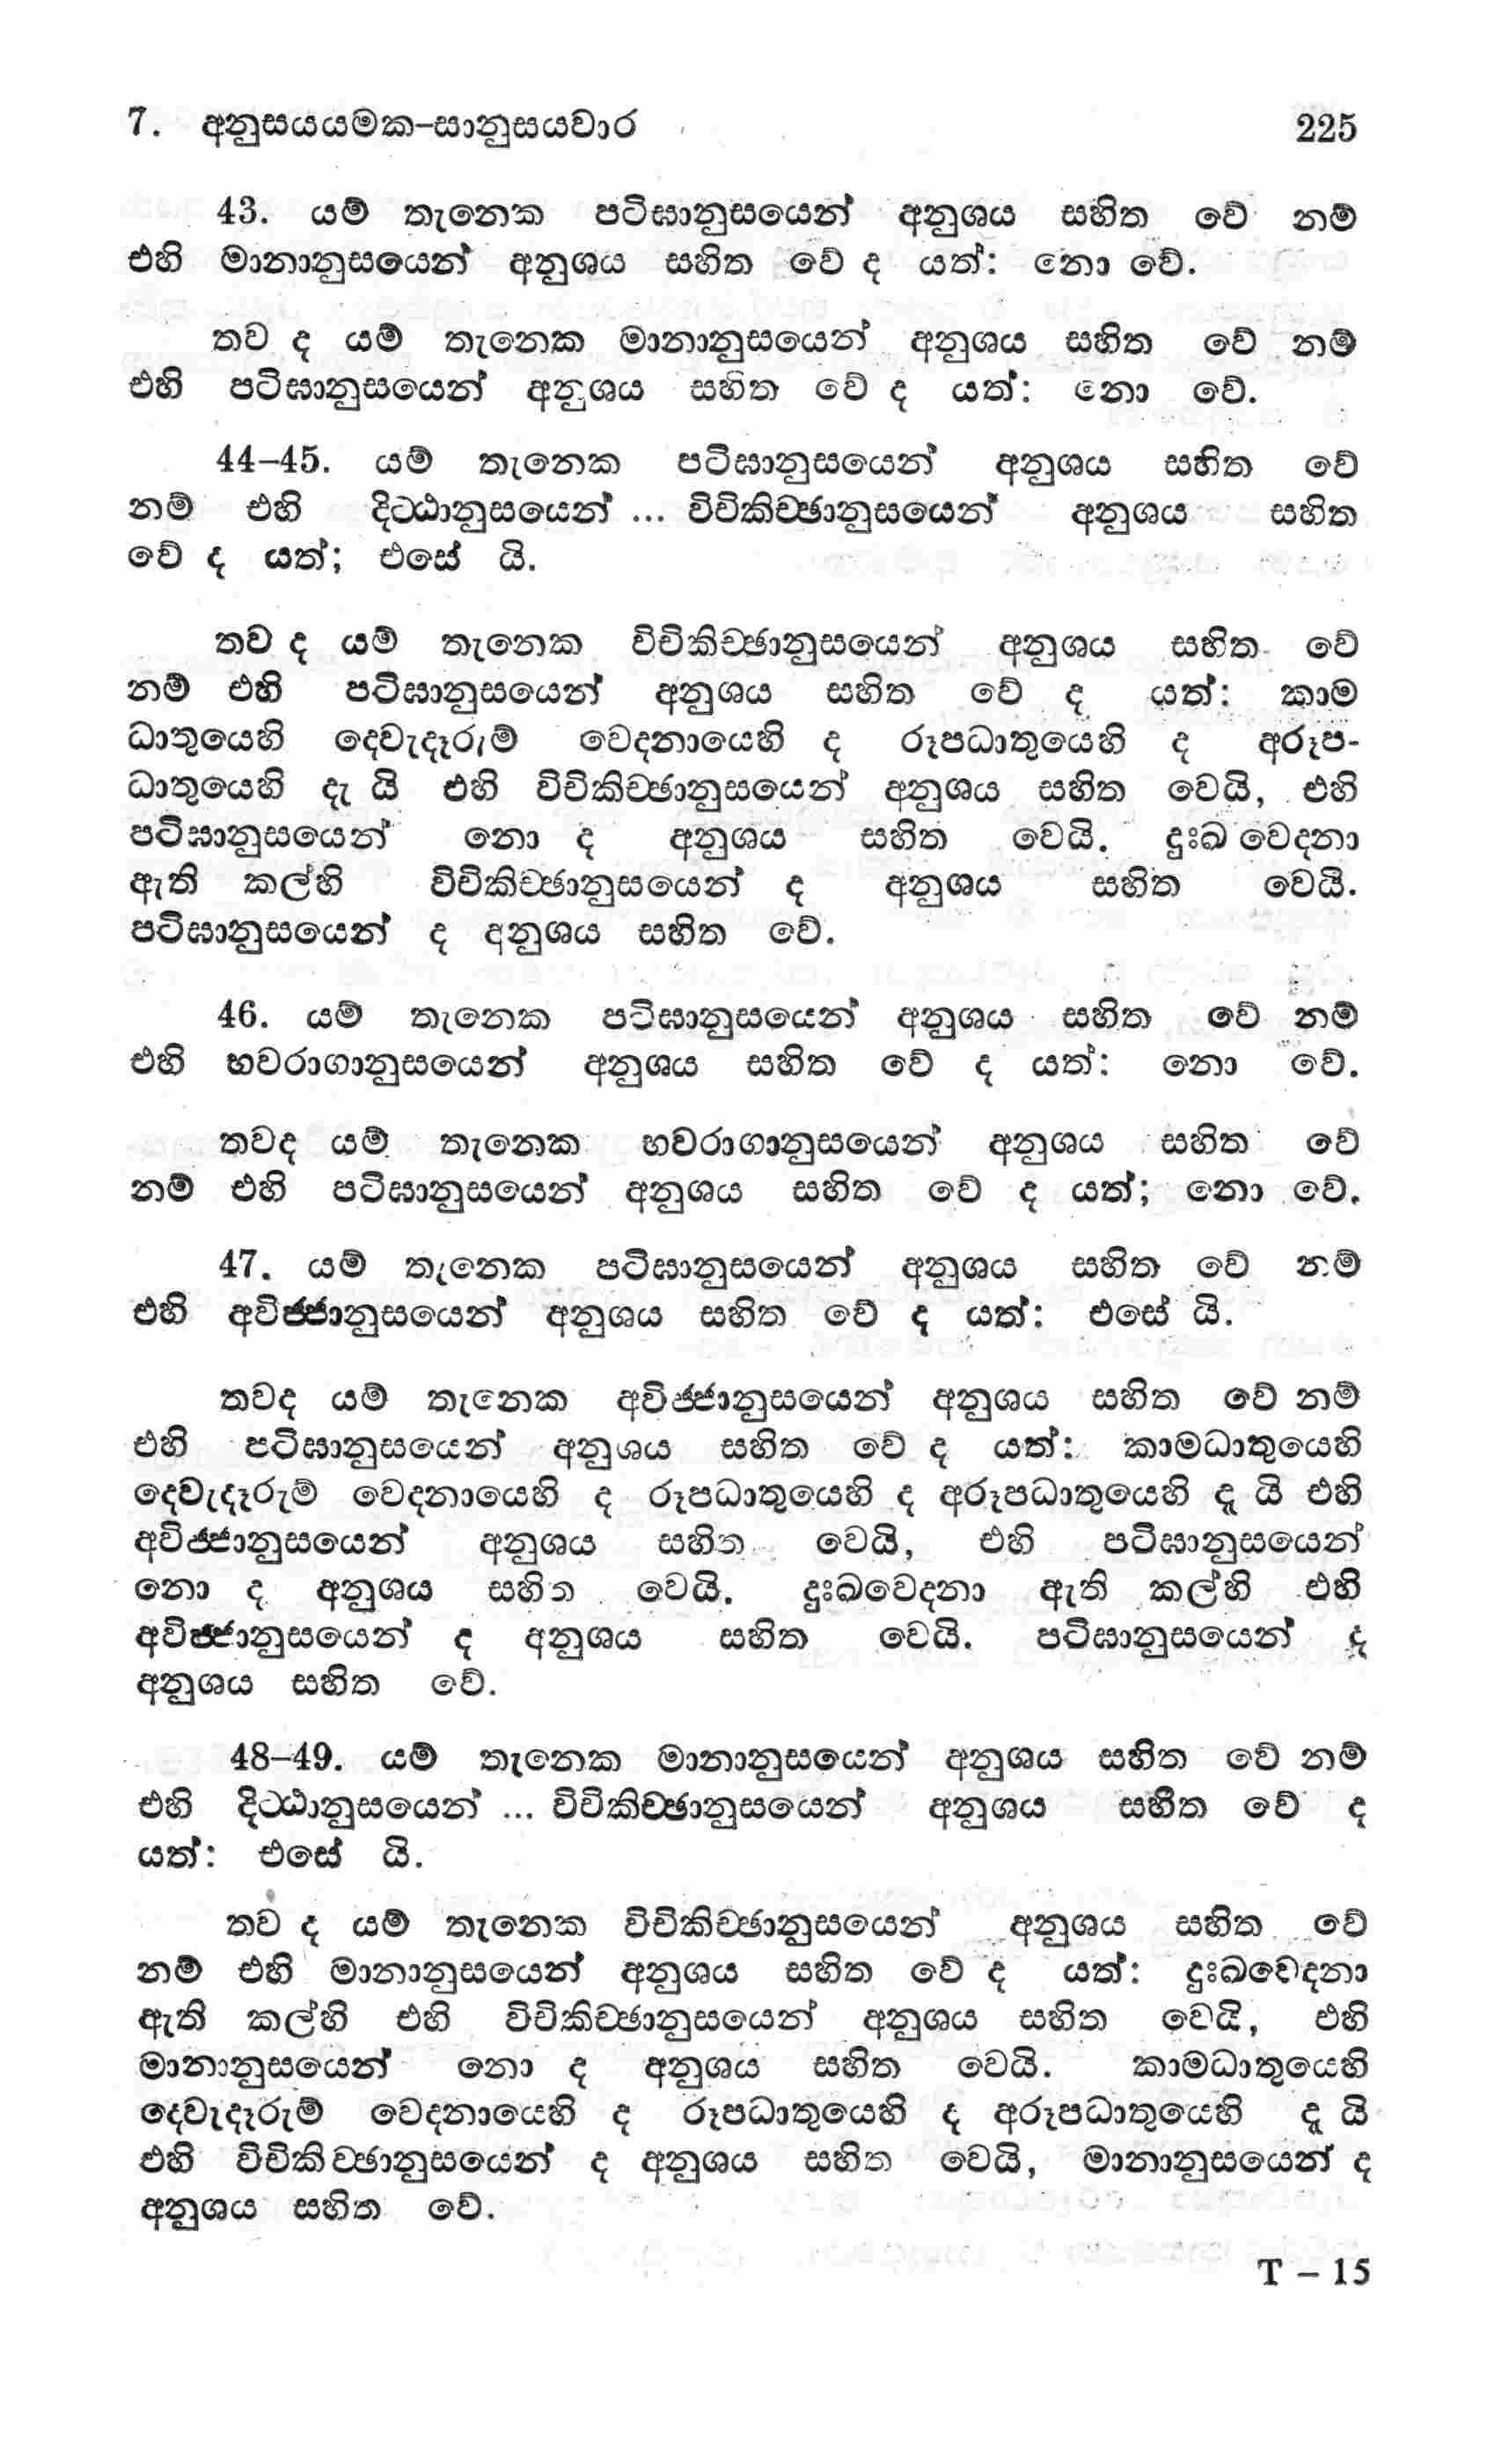 7. අනුසයයමක-සානුසයවාර 225
43. යම් තැනෙක පටිඝානුසයෙන් අනුශය සහිත වේ නම්
එහි මානානුසයෙන් අනුශය සහිත වේ ද යත්: නො වේ.
තව ද යම් තැනෙක මානානුසයෙන් අනුශය සහිත වේ නම්
එහි පටිඝානුසයෙන් අනුශය සහිත වේ ද යත්: නො වේ.
44-45. යම් තැනෙක පටිඝානුසයෙන් අනුශය සහිත වේ
නම් එහි දිට්ඨානුසයෙන් ... විචිකිච්ඡානුසයෙන් අනුශය සහිත
වේ ද යත්; එසේ යි.
තව ද යම් තැනෙක විචිකිච්ඡානුසයෙන් අනුශය සහිත වේ
නම් එහි පටිඝානුසයෙන් අනුශය සහිත වේ ද යත්: කාම
ධාතුයෙහි දෙවැදෑරුම් වෙදනායෙහි ද රූපධාතුයෙහි ද අරූප-
ධාතුයෙහි දැ යි එහි විචිකිච්ඡානුසයෙන් අනුශය සහිත වෙයි, එහි
පටිඝානුසයෙන් නො ද අනුශය සහිත වෙයි. දුඃඛ වෙදනා
ඇති කල්හි විචිකිච්ඡානුසයෙන් ද අනුශය සහිත වෙයි.
පටිඝානුසයෙන් ද අනුශය සහිත වේ.
46. යම් තැනෙක පටිඝානුසයෙන් අනුශය සහිත වේ නම්
එහි භවරාගානුසයෙන් අනුශය සහිත වේ ද යත්: නො වේ.
තවද යම් තැනෙක භවරාගානුසයෙන් අනුශය සහිත වේ
නම් එහි පටිඝානුසයෙන් අනුශය සහිත වේ ද යත්; නො වේ.
47. යම් තැනෙක පටිඝානුසයෙන් අනුශය සහිත වේ නම්
එහි අවිජ්ජානුසයෙන් අනුශය සහිත වේ ද යත්: එසේ යි.
තවද යම් තැනෙක අවිජ්ජානුසයෙන් අනුශය සහිත වේ නම්
එහි පටිඝානුසයෙන් අනුශය සහිත වේ ද යත්: කාමධාතුයෙහි
දෙවැදෑරුම් වෙදනායෙහි ද රූපධාතුයෙහි ද අරූපධාතුයෙහි දැ යි එහි
අවිජ්ජානුසයෙන් අනුශය සහිත වෙයි, එහි පටිඝානුසයෙන්
නො ද අනුශය සහිත වෙයි. දුඃඛවෙදනා ඇති කල්හි එහි
අවිජ්ජානුසයෙන් ද අනුශය සහිත වෙයි. පටිඝානුසයෙන් ද
අනුශය සහිත වේ.
48-49. යම් තැනෙක මානානුසයෙන් අනුශය සහිත වේ නම්
එහි දිට්ඨානුසයෙන් ... විචිකිච්ඡානුසයෙන් අනුශය සහිත වේ ද
යත්: එසේ යි.
තව ද යම් තැනෙක විචිකිච්ඡානුසයෙන් අනුශය සහිත වේ
නම් එහි මානානුසයෙන් අනුශය සහිත වේ ද යත්: දුඃඛවෙදනා
ඇති කල්හි එහි විචිකිච්ඡානුසයෙන් අනුශය සහිත වෙයි, එහි
මානානුසයෙන් නො ද අනුශය සහිත වෙයි. කාමධාතුයෙහි
දෙවැදෑරුම් වෙදනායෙහි ද රූපධාතුයෙහි ද අරූපධාතුයෙහි දැ යි
එහි විචිකිච්ඡානුසයෙන් ද අනුශය සහිත වෙයි, මානානුසයෙන් ද
අනුශය සහිත වේ.
T - 15